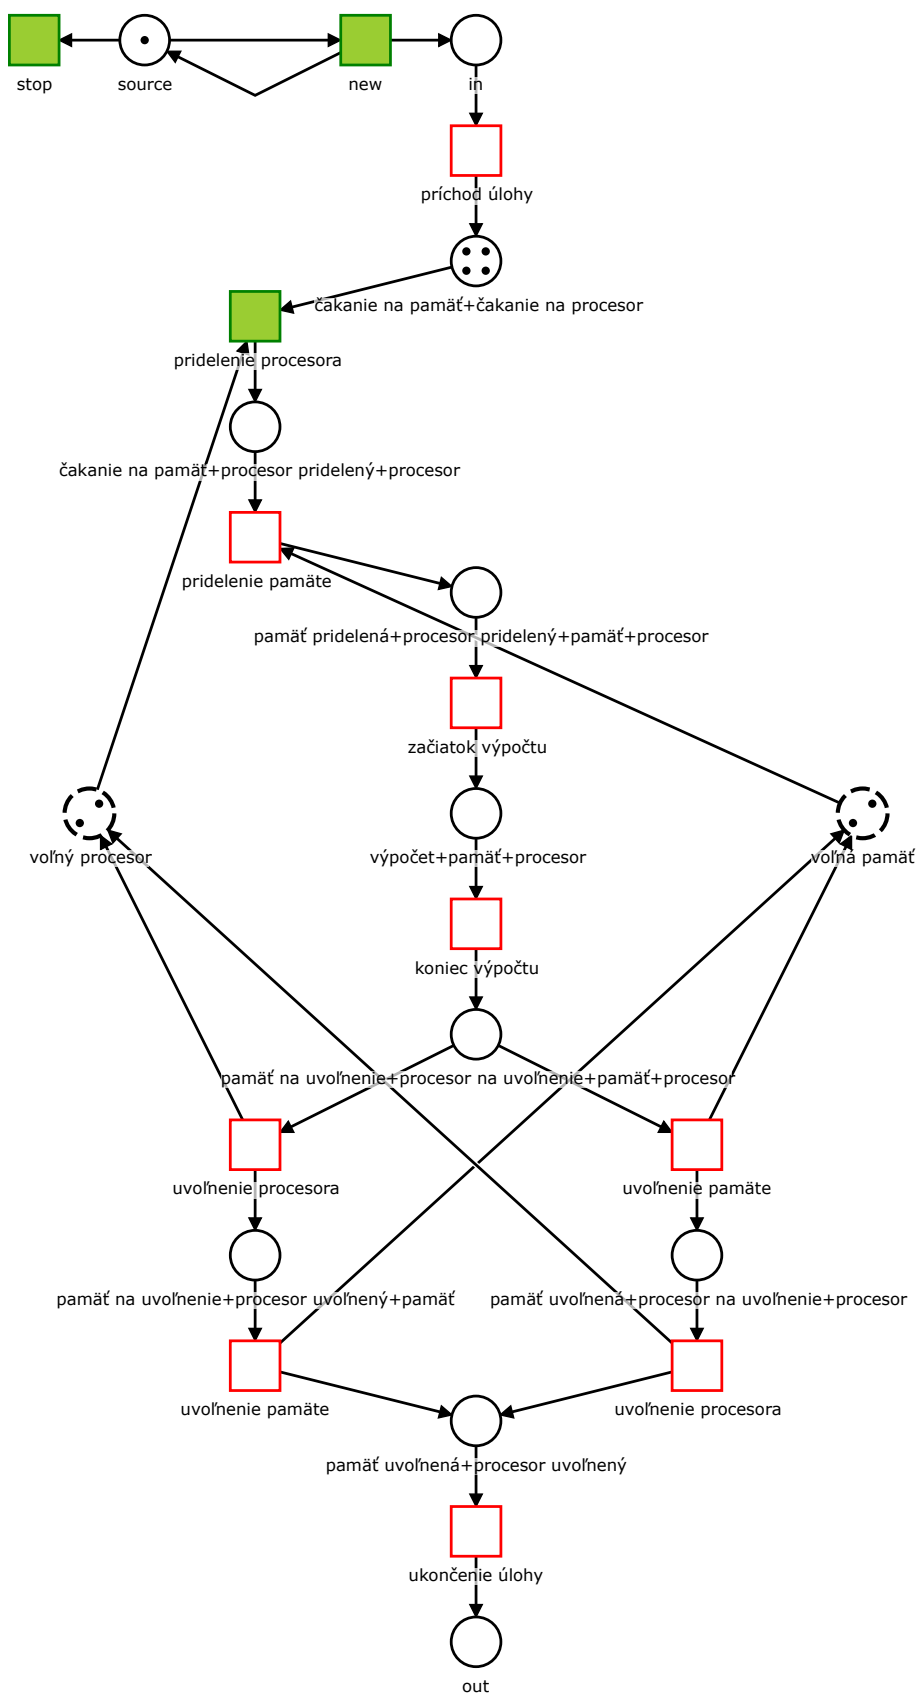 stop
source
new
in
príchod úlohy
čakanie na pamäť+čakanie na procesor
pridelenie procesora
čakanie na pamäť+procesor pridelený+procesor
pridelenie pamäte
pamäť pridelená+procesor pridelený+pamäť+procesor
začiatok výpočtu
voľný procesor
výpočet+pamäť+procesor
voľná pamäť
koniec výpočtu
pamäť na uvoľnenie+procesor na uvoľnenie+pamäť+procesor
uvoľnenie procesora
uvoľnenie pamäte
pamäť na uvoľnenie+procesor uvoľnený+pamäť
pamäť uvoľnená+procesor na uvoľnenie+procesor
uvoľnenie pamäte
uvoľnenie procesora
pamäť uvoľnená+procesor uvoľnený
ukončenie úlohy
out